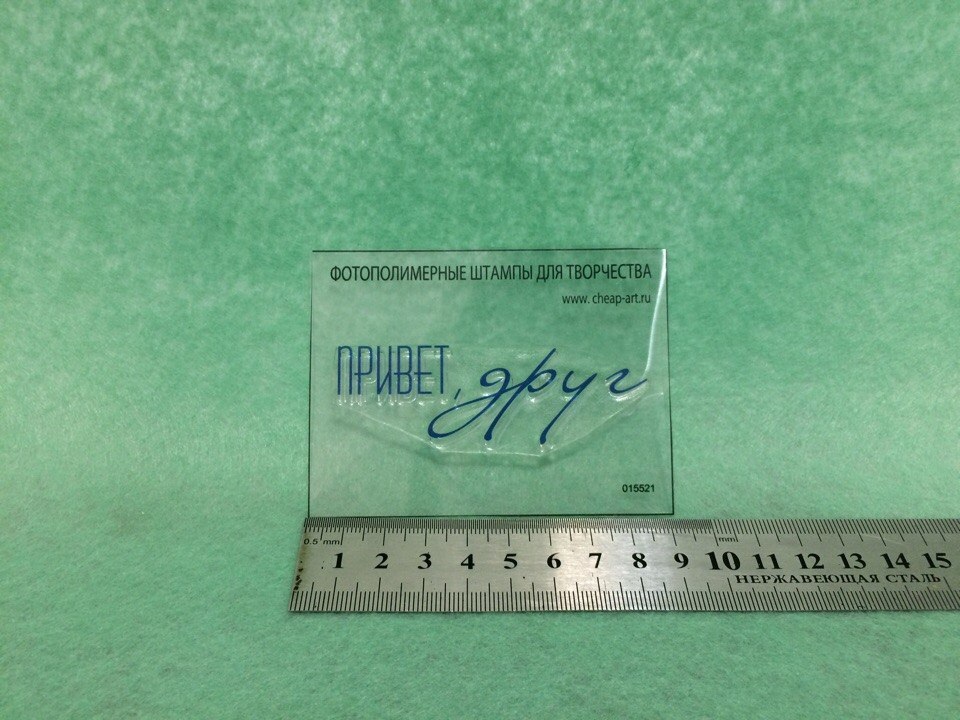 ФОТОПОЛИМЕРНЫЕ ШТАМПЫ ДЛЯ ТВОРЧЕСТВА
www. cheap-art.ru
ПРИВЕТ, друг
015521
0.5 mm mm
1 2 3 4 5 6 7 8 9 10 11 12 13 14 15
НЕРЖАВЕЮЩАЯ СТАЛЬ